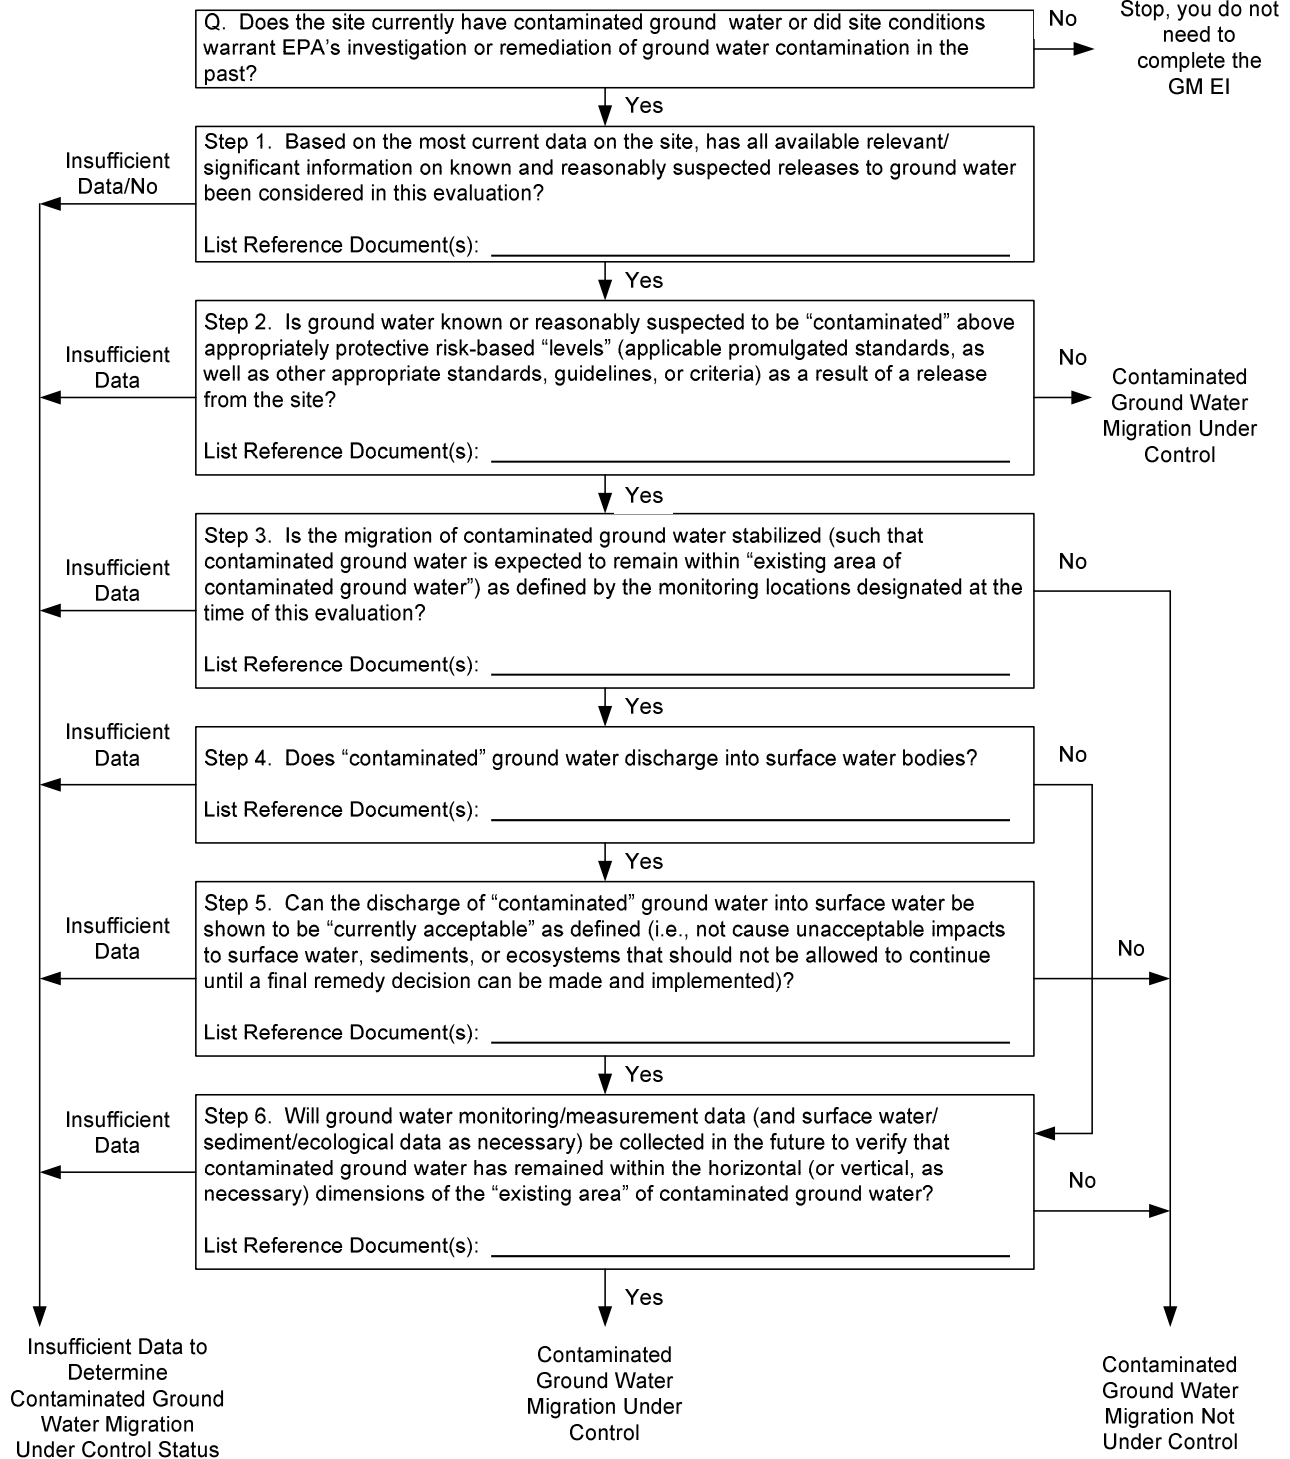 Q.  Does the site currently have contaminated ground  water or did site conditions
warrant EPA’s investigation or remediation of ground water contamination in the
past?
No
Stop, you do not
need to
complete the
GM EI
Yes
Insufficient
Data/No
Step 1.  Based on the most current data on the site, has all available relevant/
significant information on known and reasonably suspected releases to ground water
been considered in this evaluation?
List Reference Document(s):
Yes
Insufficient
Data
Step 2.  Is ground water known or reasonably suspected to be “contaminated” above
appropriately protective risk-based “levels” (applicable promulgated standards, as
well as other appropriate standards, guidelines, or criteria) as a result of a release
from the site?
List Reference Document(s):
No
Contaminated
Ground Water
Migration Under
Control
Yes
Insufficient
Data
Step 3.  Is the migration of contaminated ground water stabilized (such that
contaminated ground water is expected to remain within “existing area of
contaminated ground water”) as defined by the monitoring locations designated at the
time of this evaluation?
List Reference Document(s):
No
Yes
Insufficient
Data
Step 4.  Does “contaminated” ground water discharge into surface water bodies?
List Reference Document(s):
No
Yes
Insufficient
Data
Step 5.  Can the discharge of “contaminated” ground water into surface water be
shown to be “currently acceptable” as defined (i.e., not cause unacceptable impacts
to surface water, sediments, or ecosystems that should not be allowed to continue
until a final remedy decision can be made and implemented)?
List Reference Document(s):
No
Yes
Insufficient
Data
Step 6.  Will ground water monitoring/measurement data (and surface water/
sediment/ecological data as necessary) be collected in the future to verify that
contaminated ground water has remained within the horizontal (or vertical, as
necessary) dimensions of the “existing area” of contaminated ground water?
List Reference Document(s):
No
Yes
Insufficient Data to
Determine
Contaminated Ground
Water Migration
Under Control Status
Contaminated
Ground Water
Migration Under
Control
Contaminated
Ground Water
Migration Not
Under Control